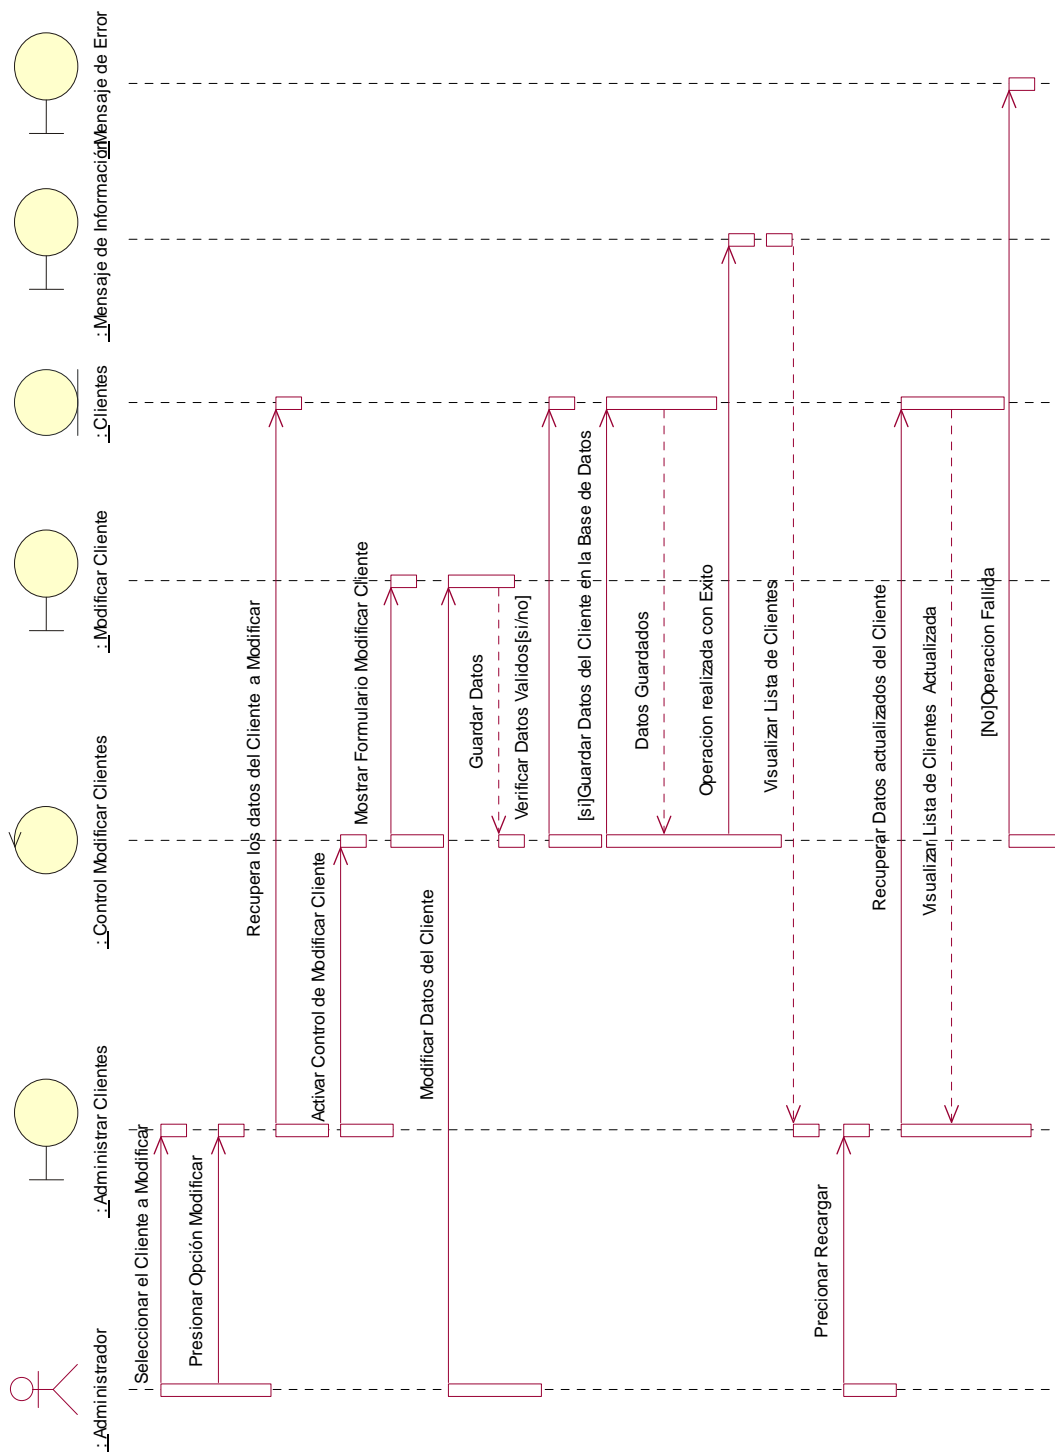 : Administrador
: Administrar Clientes
: Control Modificar Clientes
: Modificar Cliente
: Clientes
: Mensaje de Información
: Mensaje de Error
Seleccionar el Cliente a Modificar
Presionar Opción Modificar
Recupera los datos del Cliente a Modificar
Activar Control de Modificar Cliente
Mostrar Formulario Modificar Cliente
Modificar Datos del Cliente
Guardar Datos
Verificar Datos Validos[si/no]
[si]Guardar Datos del Cliente en la Base de Datos
Datos Guardados
Operacion realizada con Exito
Visualizar Lista de Clientes
Precionar Recargar
Recuperar Datos actualizados del Cliente
Visualizar Lista de Clientes Actualizada
[No]Operacion Fallida